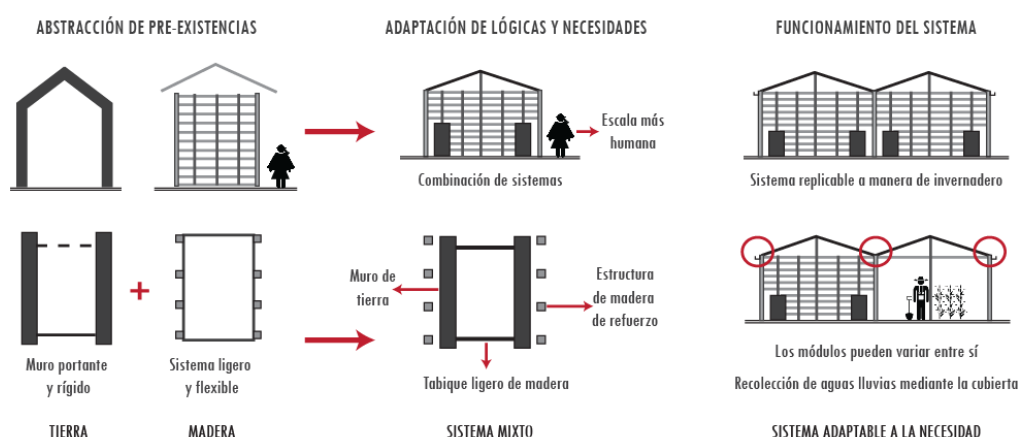 ABSTRACCIÓN DE PRE-EXISTENCIAS
ADAPTACIÓN DE LÓGICAS Y NECESIDADES
FUNCIONAMIENTO DEL SISTEMA
Escala más
humana
Combinación de sistemas
Sistema replicable a manera de invernadero
Muro de
tierra
Estructura
de madera
de refuerzo
Muro portante
y rígido
Sistema ligero
y flexible
Tabique ligero de madera
Los módulos pueden variar entre sí
Recolección de aguas lluvias mediante la cubierta
TIERRA
MADERA
SISTEMA MIXTO
SISTEMA ADAPTABLE A LA NECESIDAD